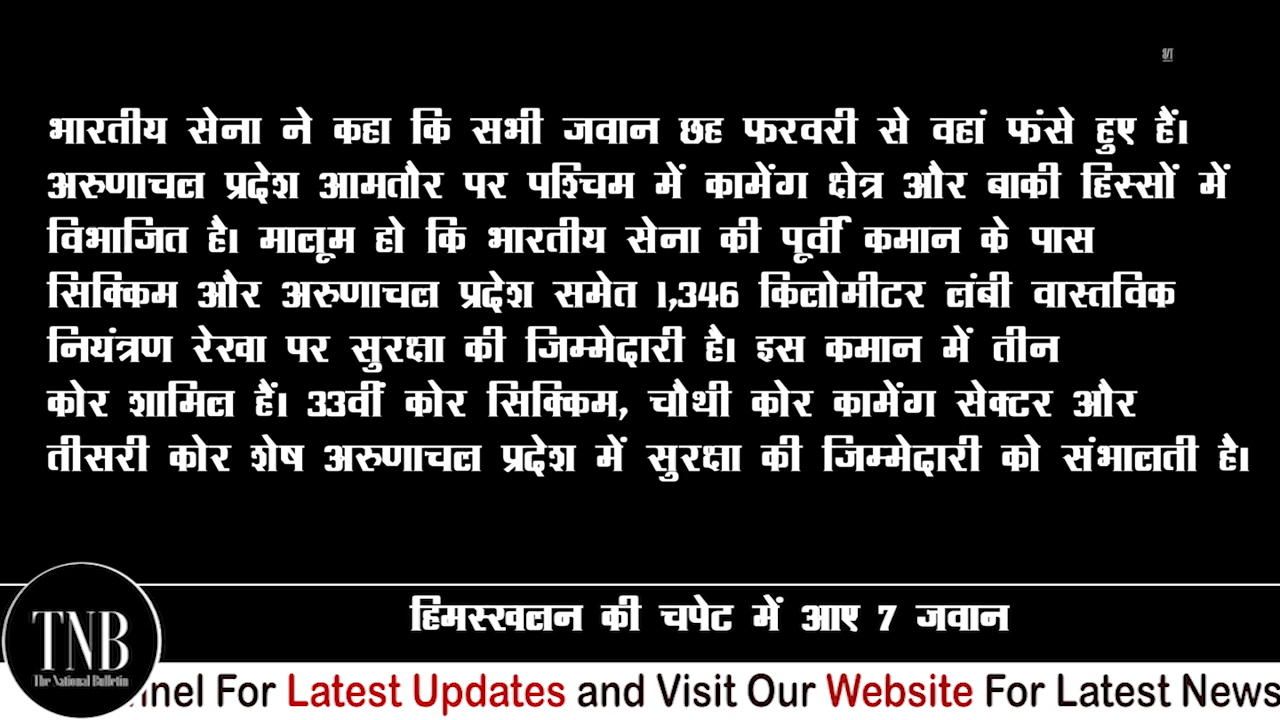 भारतीय सेना ने कहा कि सभी जवान छह फरवरी से वहां फंसे हुए हैं।
अरुणाचल प्रदेश आमतौर पर पश्चिम में कामेंग क्षेत्र और बाकी हिस्सों में
विभाजित है। मालूम हो कि भारतीय सेना की पूर्वी कमान के पास
सिक्किम और अरुणाचल प्रदेश समेत 1,346 किलोमीटर लंबी वास्तविक
नियंत्रण रेखा पर सुरक्षा की जिम्मेदारी है। इस कमान में तीन
कोर शामिल हैं। 33वीं कोर सिक्किम, चौथी कोर कामेंग सेक्टर और
तीसरी कोर शेष अरुणाचल प्रदेश में सुरक्षा की जिम्मेदारी को संभालती है।
हिमस्खलन की चपेट में आए 7 जवान
TNB
The National Bulletin
nnel For Latest Updates and Visit Our Website For Latest News